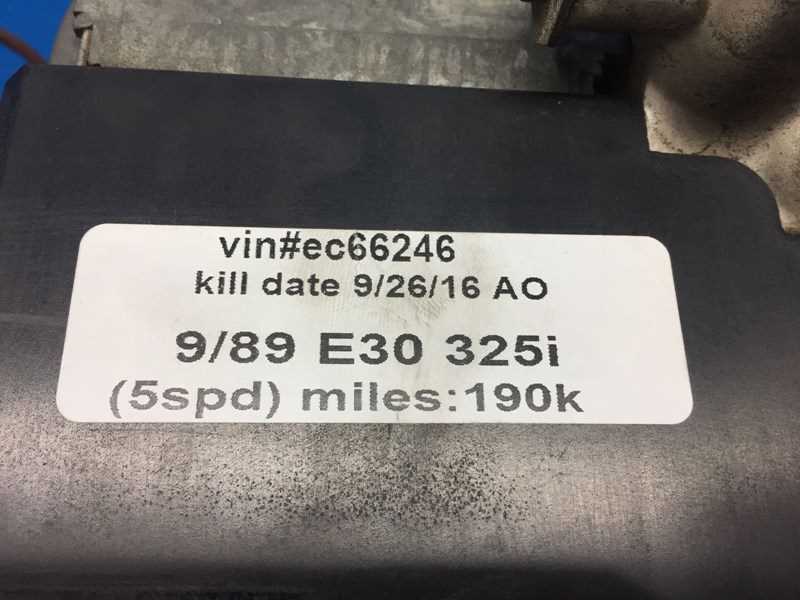 vin#ec66246
kill date 9/26/16 AO
9/89 E30 325i
(5spd) miles:190k